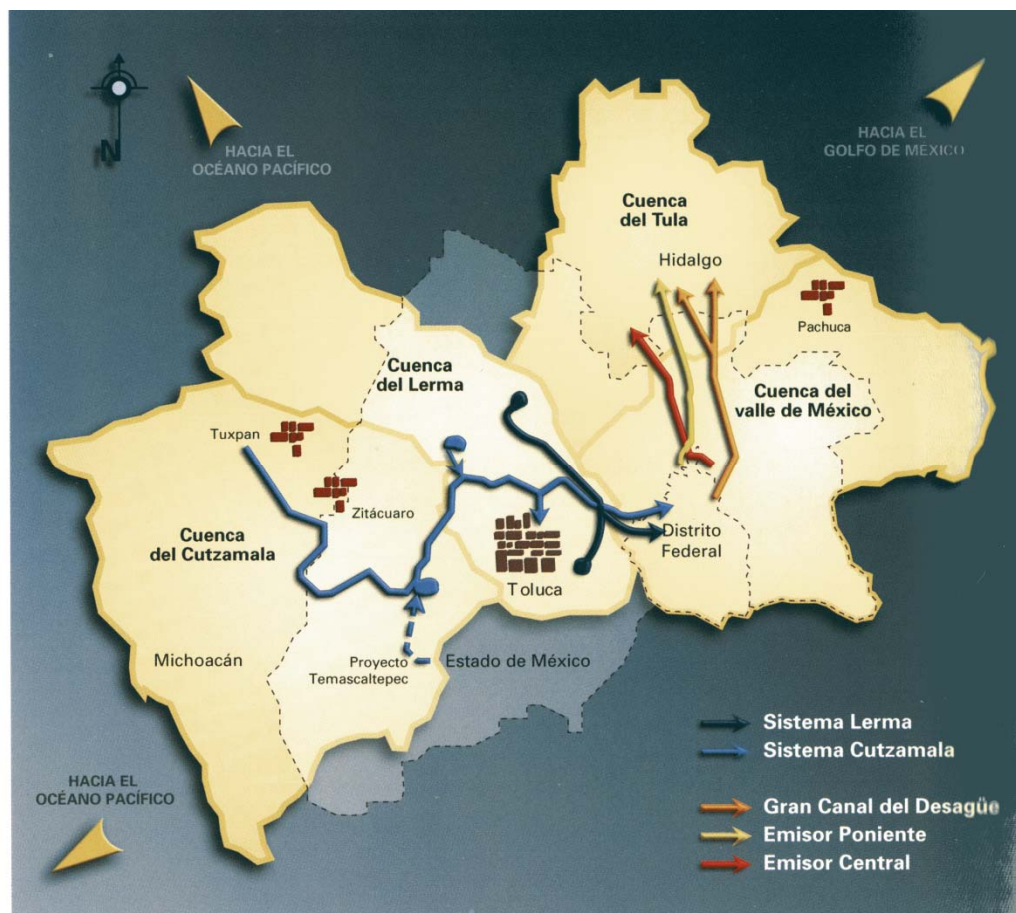 N
HACIA EL
OCÉANO PACÍFICO
HACIA EL
GOLFO DE MÉXICO
Cuenca
del Tula
Hidalgo
Pachuca
Cuenca
del Lerma
Cuenca del
valle de México
Tuxpan
Zitácuaro
Cuenca
del Cutzamala
Distrito
Federal
Toluca
Michoacán
Proyecto
Temascaltepec
Estado de México
Sistema Lerma
Sistema Cutzamala
HACIA EL
OCÉANO PACÍFICO
Gran Canal del Desagüe
Emisor Poniente
Emisor Central